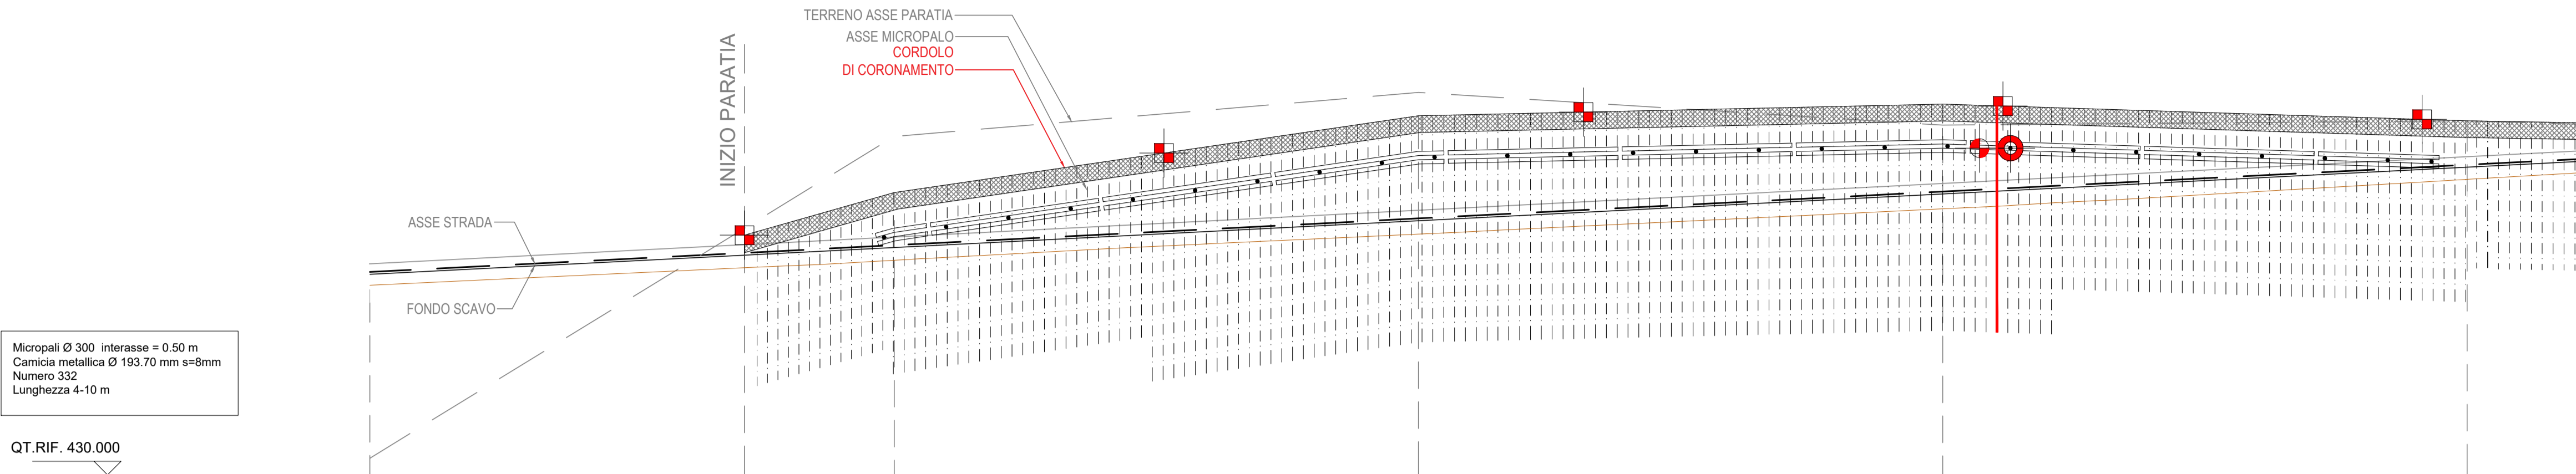 TERRENO ASSE PARATIA
ASSE MICROPALO
CORDOLO
DI CORONAMENTO
INIZIO PARATIA
ASSE STRADA
FONDO SCAVO
Micropali Ø 300 interasse = 0.50 m
Camicia metallica Ø 193.70 mm s=8mm
Numero 332
Lunghezza 4-10 m
QT.RIF. 430.000